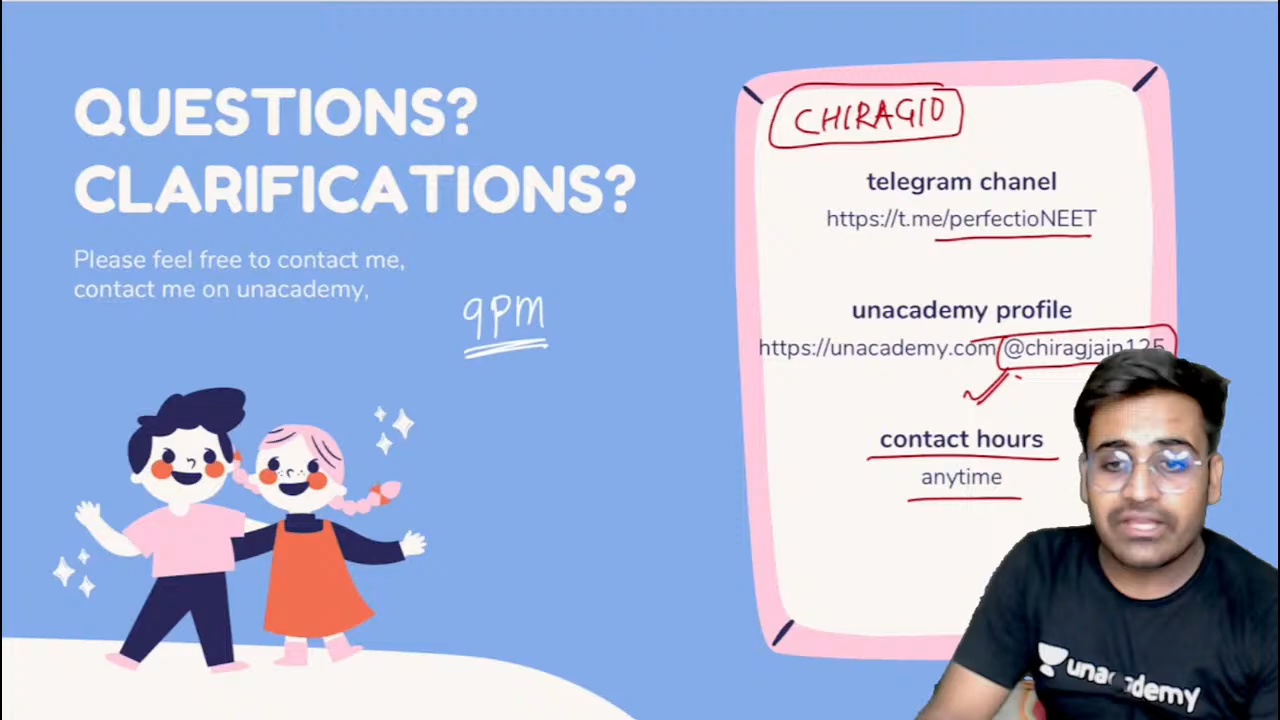 QUESTIONS?
CLARIFICATIONS?
Please feel free to contact me,
contact me on unacademy,
9PM
CHIRAG10
telegram chanel
https://t.me/perfectioNEET
unacademy profile
https://unacademy.com @chiragjain125
contact hours
anytime
unacademy